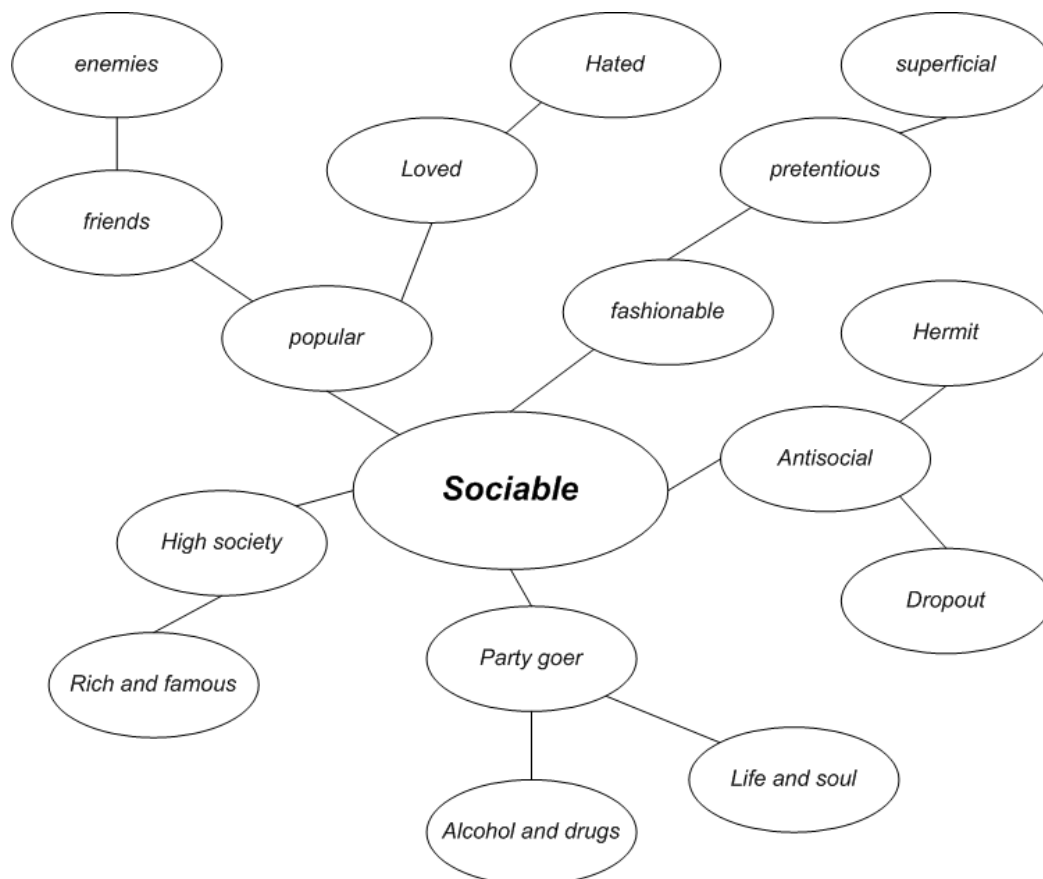 enemies
Hated
superficial
Loved
pretentious
friends
fashionable
popular
Hermit
Antisocial
Sociable
High society
Dropout
Party goer
Rich and famous
Life and soul
Alcohol and drugs